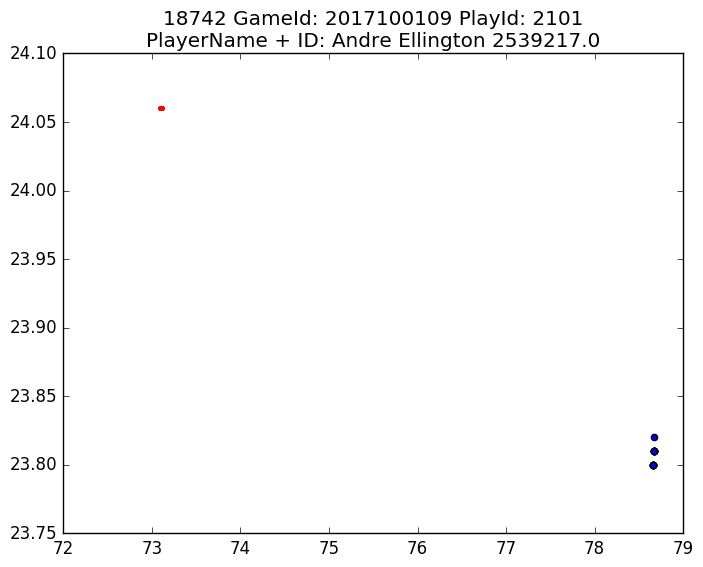 18742 GameId: 2017100109 PlayId: 2101
PlayerName + ID: Andre Ellington 2539217.0
24.10
24.05
24.00
23.95
23.90
23.85
23.80
23.75
72 73 74 75 76 77 78 79